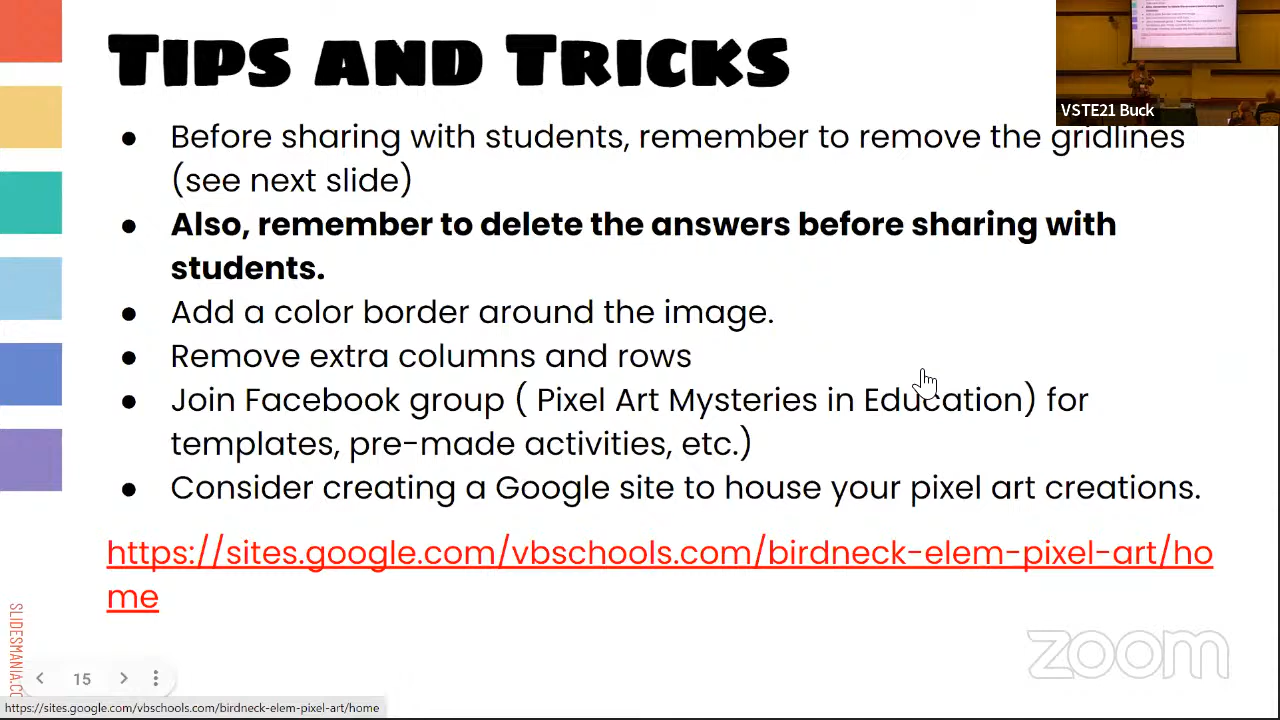 TIPS AND TRICKS
VSTE21 Buck
● Before sharing with students, remember to remove the gridlines
(see next slide)
● Also, remember to delete the answers before sharing with
students.
● Add a color border around the image.
● Remove extra columns and rows
● Join Facebook group ( Pixel Art Mysteries in Education) for
templates, pre-made activities, etc.)
● Consider creating a Google site to house your pixel art creations.
https://sites.google.com/vbschools.com/birdneck-elem-pixel-art/ho
me
SLIDESMANIA.CO
zoom
15
https://sites.google.com/vbschools.com/birdneck-elem-pixel-art/home